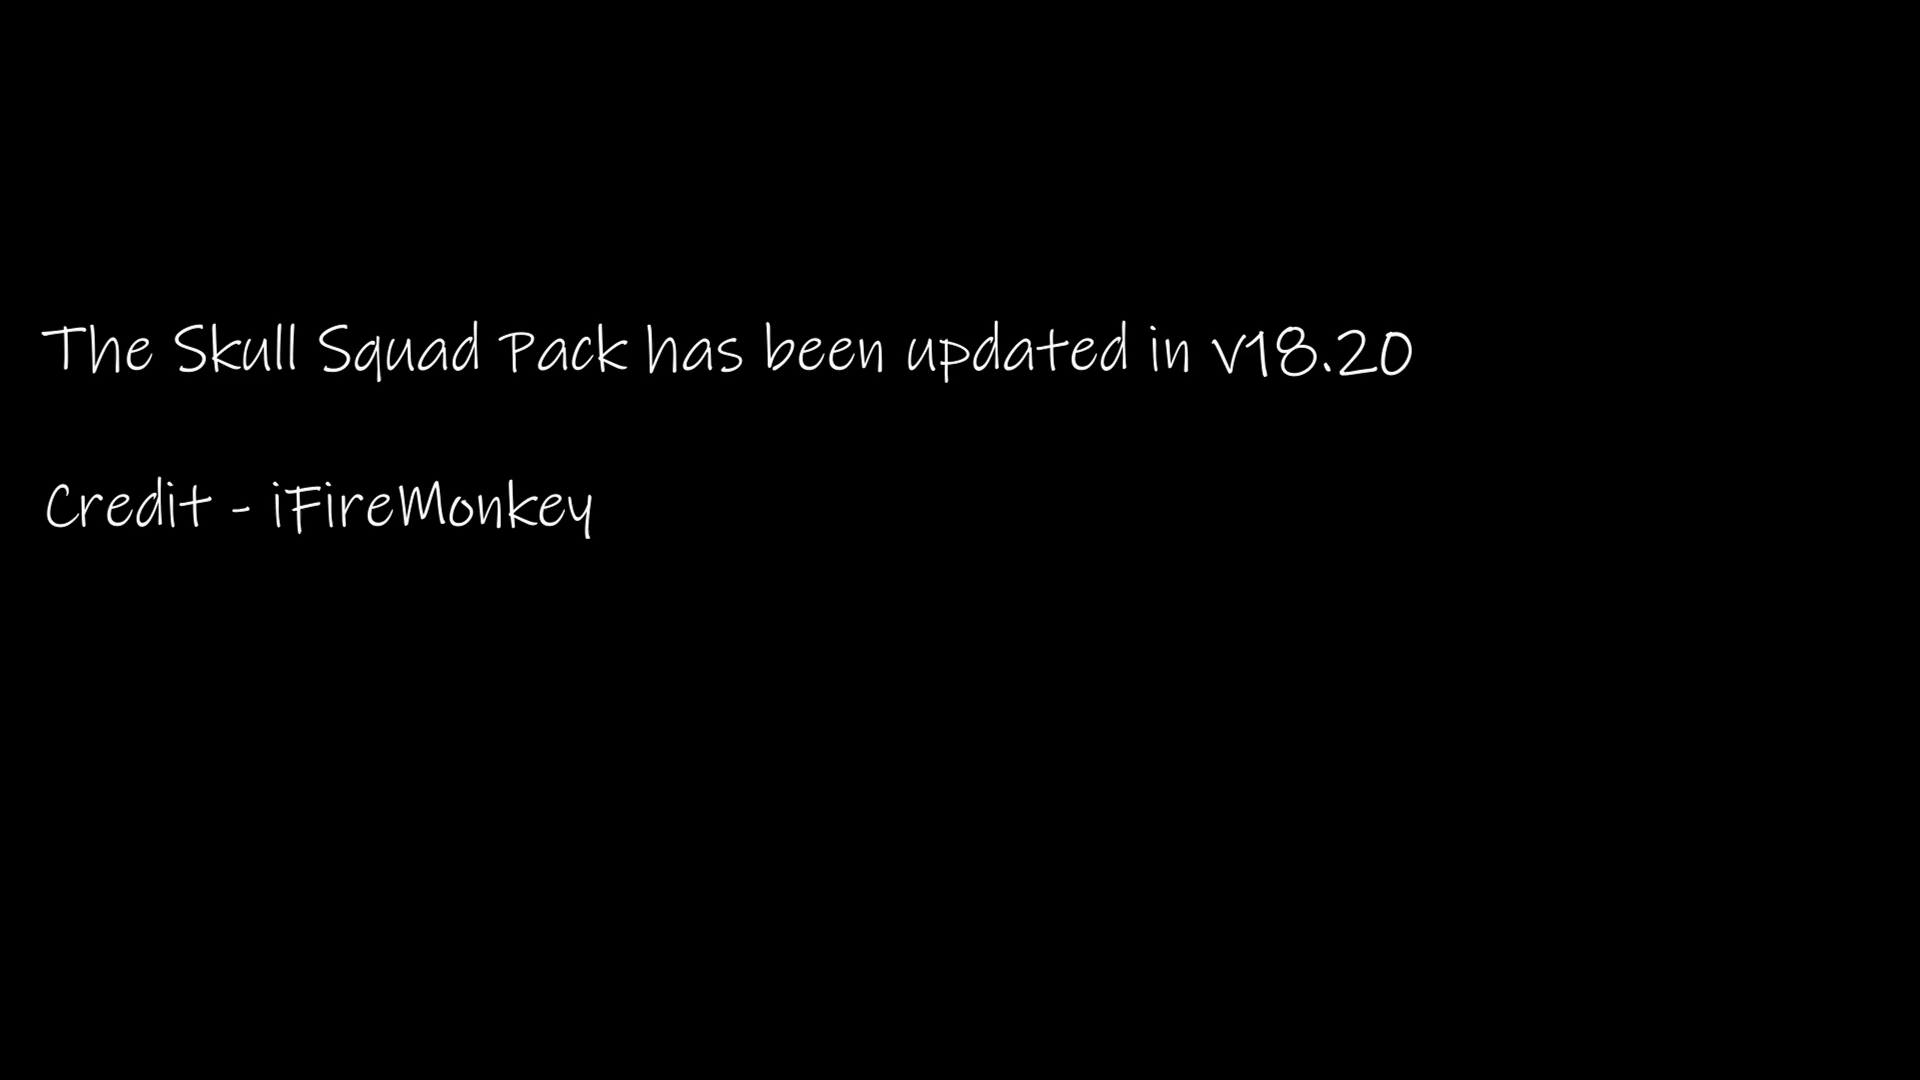 The Skull Squad Pack has been updated in v18.20
Credit - iFireMonkey